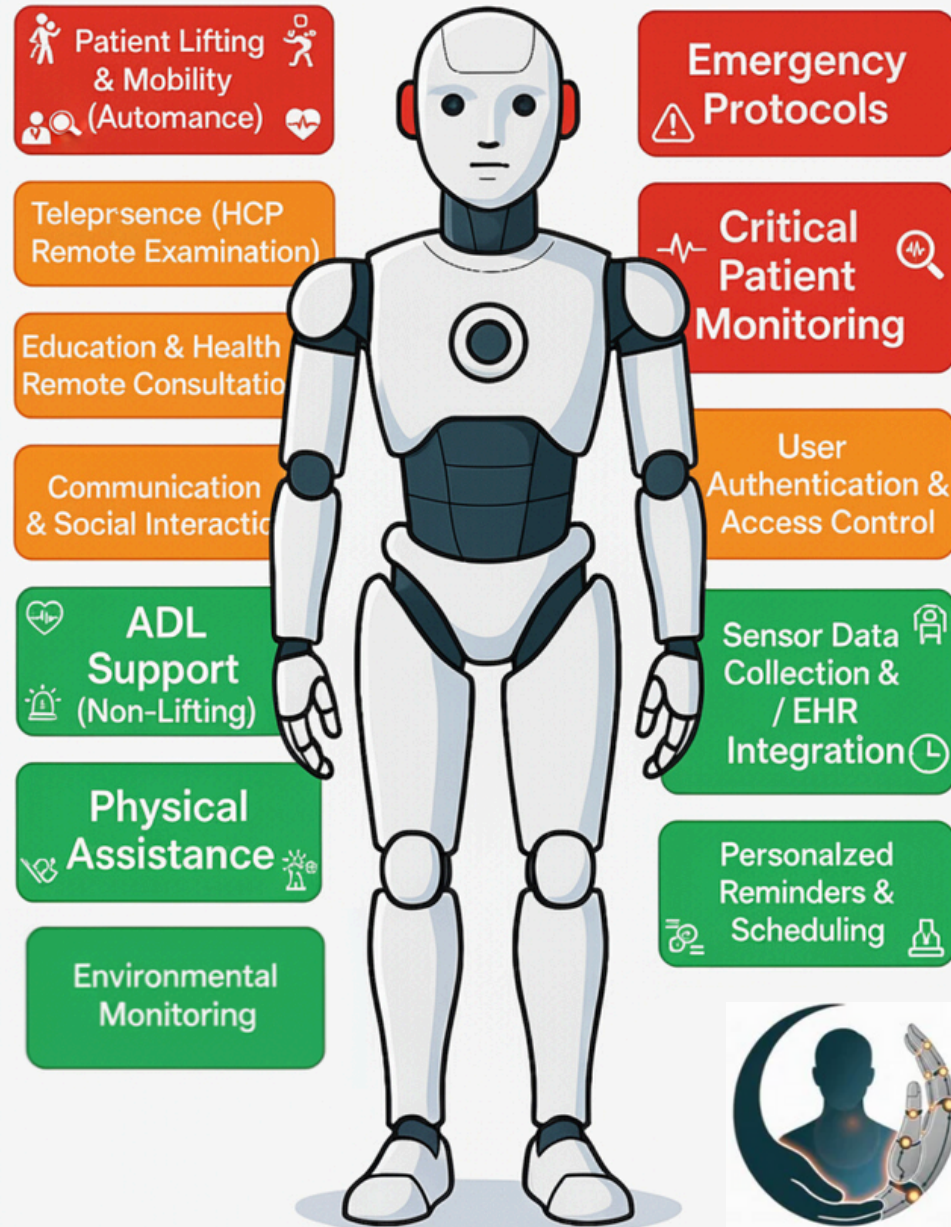 Patient Lifting
& Mobility
(Automance)
Teleprsence (HCP
Remote Examination)
Education & Health
Remote Consultatio
Communication
& Social Interactic
ADL
Support
(Non-Lifting)
Physical
Assistance
Environmental
Monitoring
Emergency
Protocols
Critical
Patient
Monitoring
User
Authentication &
Access Control
Sensor Data
Collection &
/ EHR
Integration
Personalzed
Reminders &
Scheduling